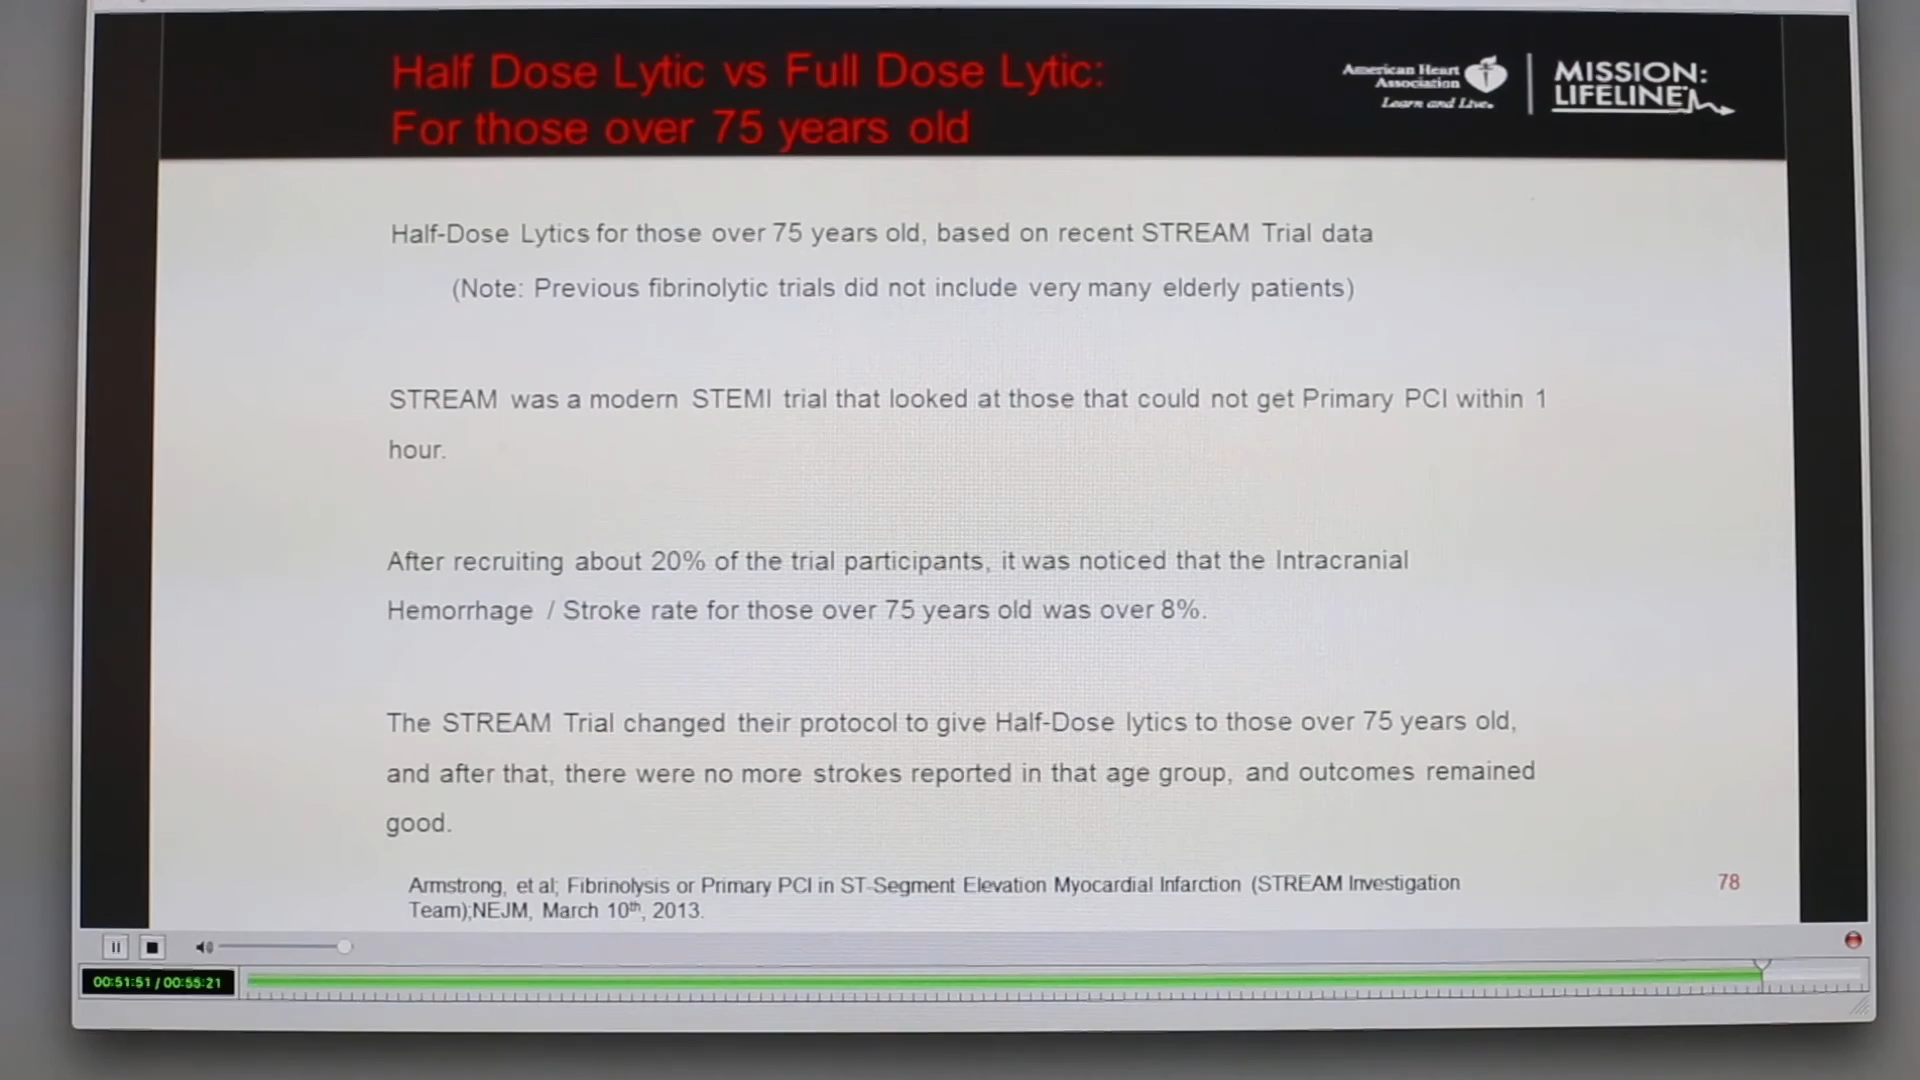 Half Dose Lytic vs Full Dose Lytic:
For those over 75 years old
American Heart
Association
Learn and Live
MISSION:
LIFELINE
Half-Dose Lytics for those over 75 years old, based on recent STREAM Trial data
(Note: Previous fibrinolytic trials did not include very many elderly patients)
STREAM was a modern STEMI trial that looked at those that could not get Primary PCI within 1
hour.
After recruiting about 20% of the trial participants, it was noticed that the Intracranial
Hemorrhage / Stroke rate for those over 75 years old was over 8%.
The STREAM Trial changed their protocol to give Half-Dose lytics to those over 75 years old,
and after that, there were no more strokes reported in that age group, and outcomes remained
good.
Armstrong, et al; Fibrinolysis or Primary PCI in ST-Segment Elevation Myocardial Infarction (STREAM Investigation
Team);NEJM, March 10th, 2013.
78
00:51:51 / 00:55:21